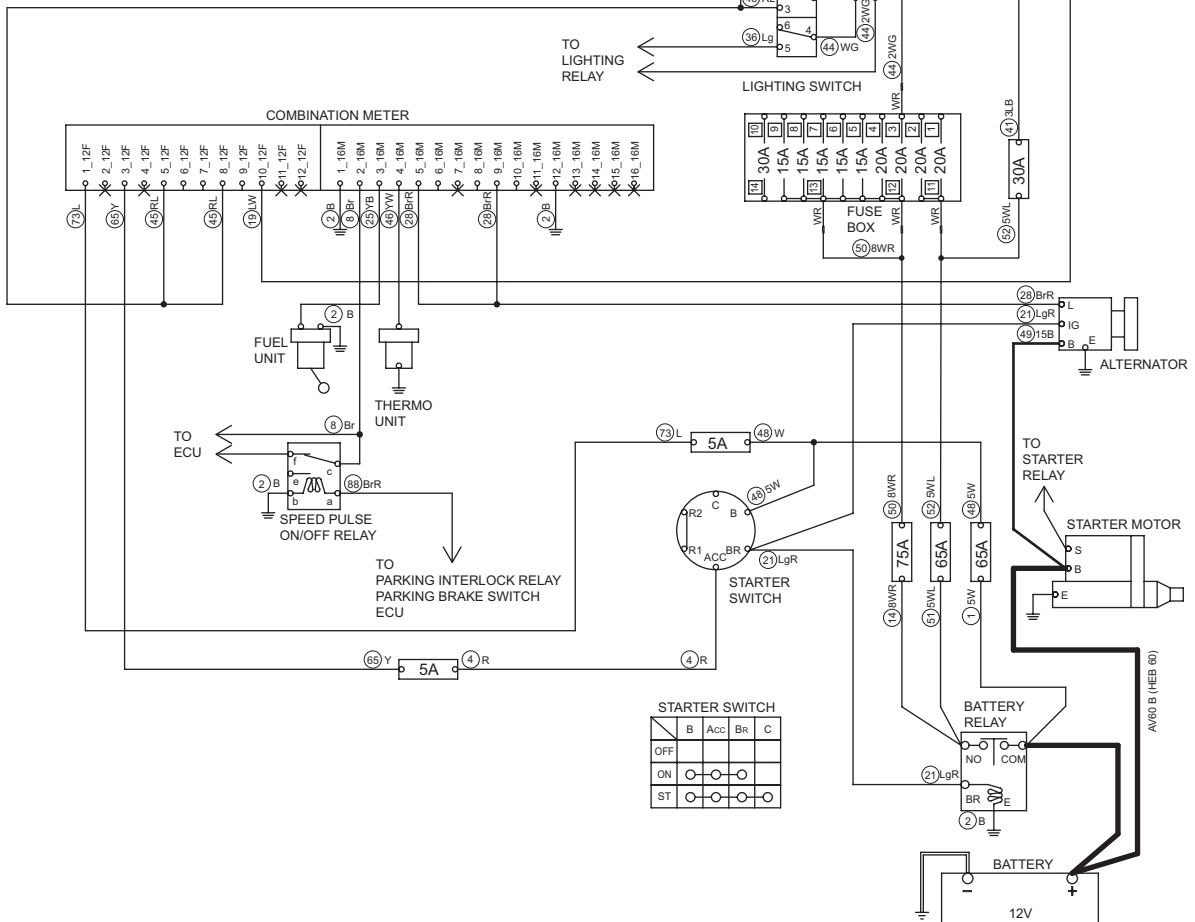 3
6
4
5
36 Lg
44 WG
44 2WG
44 2WG
TO
LIGHTING
RELAY
LIGHTING SWITCH
WR
41 3LB
COMBINATION METER
1_12F
2_12F
3_12F
4_12F
5_12F
6_12F
7_12F
8_12F
9_12F
10_12F
11_12F
12_12F
1_16M
2_16M
3_16M
4_16M
5_16M
6_16M
7_16M
8_16M
9_16M
10_16M
11_16M
12_16M
13_16M
14_16M
15_16M
16_16M
10 9 8 7 6 5 4 3 2 1
30A 15A 15A 15A 15A 15A 20A 20A 20A 20A
14 13 12 11
30A
73 L
65 Y
45 RL
45 RL
19 LW
2 B
8 Br
25 YB
46 YW
28 BrR
28 BrR
2 B
WR
WR
WR
FUSE
BOX
52 5WL
50 8WR
28 BrR
L
21 LgR
IG
49 15B
B
E
ALTERNATOR
2 B
FUEL
UNIT
THERMO
UNIT
8 Br
TO
ECU
f
c
e
b
a
2 B
88 BrR
SPEED PULSE
ON/OFF RELAY
TO
PARKING INTERLOCK RELAY
PARKING BRAKE SWITCH
ECU
73 L
5A
48 W
48 5W
C
R2
B
R1
ACC
BR
21 LgR
STARTER
SWITCH
50 8WR
52 5WL
48 5W
75A
65A
65A
14 8WR
51 5WL
1 5W
TO
STARTER
RELAY
STARTER MOTOR
S
B
E
65 Y
5A
4 R
4 R
AV60 B (HEB 60)
STARTER SWITCH
B ACC BR C
OFF
ON
ST
BATTERY
RELAY
NO COM
21 LgR
BR E
2 B
BATTERY
− +
12V